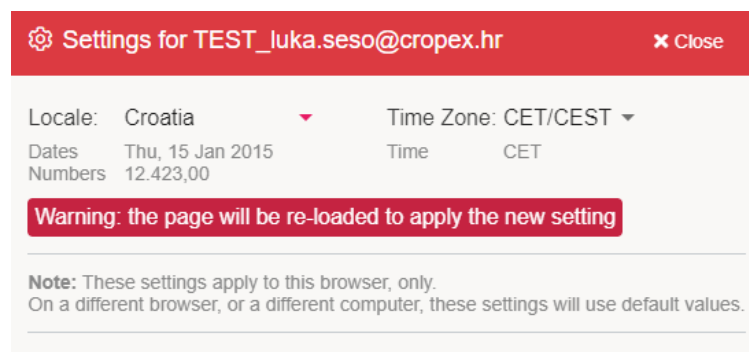 Settings for TEST_luka.seso@cropex.hr
Close
Locale: Croatia Time Zone: CET/CEST
Dates Thu, 15 Jan 2015 Time CET
Numbers 12.423,00
Warning: the page will be re-loaded to apply the new setting
Note: These settings apply to this browser, only.
On a different browser, or a different computer, these settings will use default values.